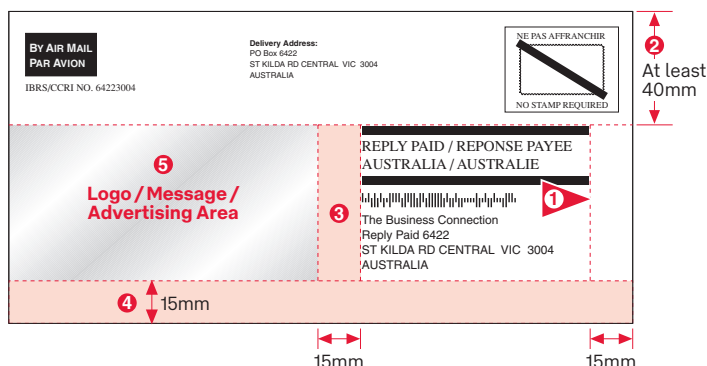 BY AIR MAIL
PAR AVION
IBRS/CCRI NO. 64223004
Delivery Address:
PO Box 6422
ST KILDA RD CENTRAL VIC 3004
AUSTRALIA
NE PAS AFFRANCHIR
NO STAMP REQUIRED
2
At least
40mm
5
Logo / Message /
Advertising Area
3
REPLY PAID / REPONSE PAYEE
AUSTRALIA / AUSTRALIE
1
The Business Connection
Reply Paid 6422
ST KILDA RD CENTRAL VIC 3004
AUSTRALIA
4
15mm
15mm
15mm